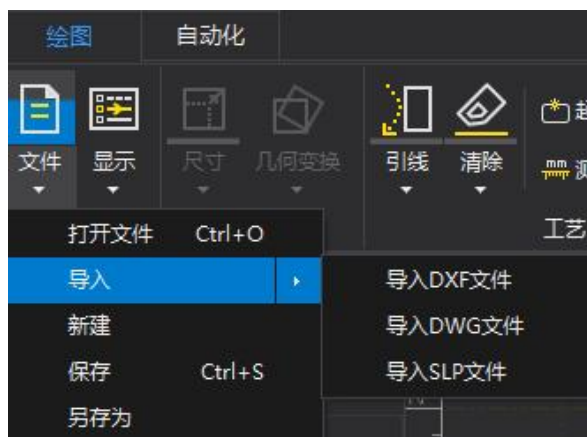 绘图 自动化
文件 显示 尺寸 几何变换 引线 清除
mm
工艺
打开文件 Ctrl+O
导入 导入DXF文件
新建 导入DWG文件
保存 Ctrl+S 导入SLP文件
另存为